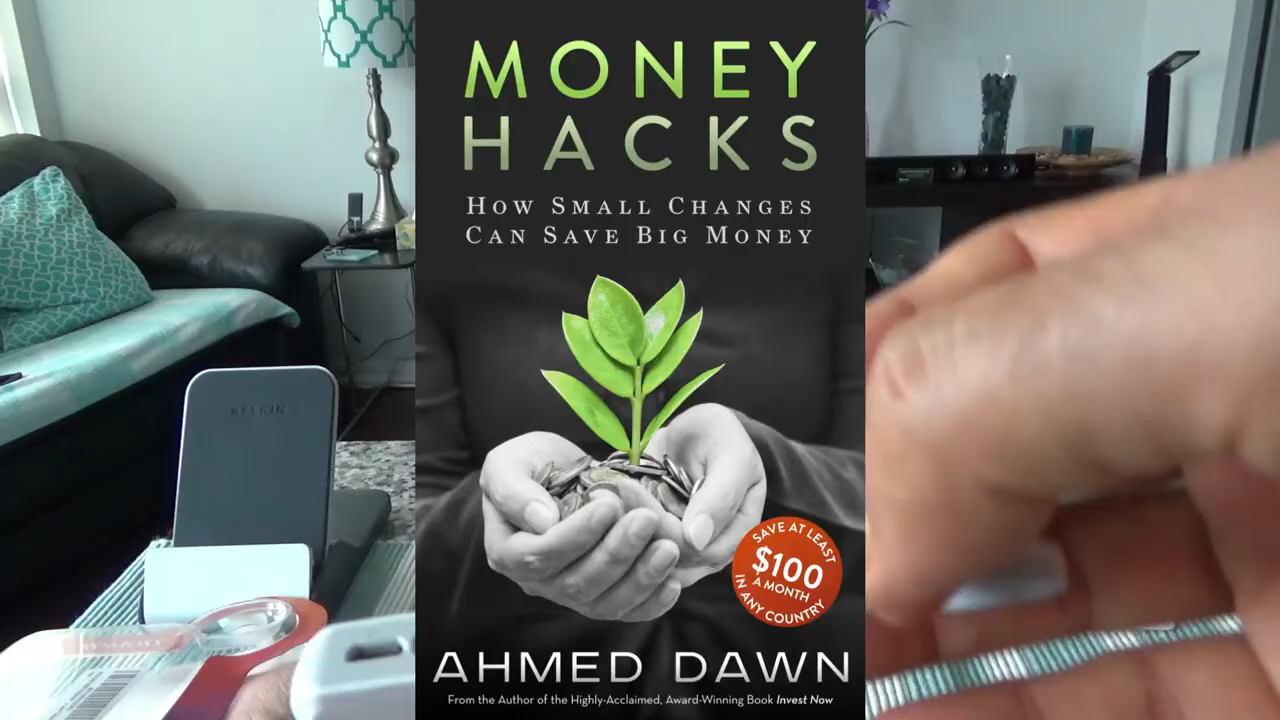 MONEY
HACKS
HOW SMALL CHANGES
CAN SAVE BIG MONEY
SAVE AT LEAST
$100
A MONTH
IN ANY COUNTRY
AHMED DAWN
From the Author of the Highly-Acclaimed, Award-Winning Book Invest Now
BELKIN